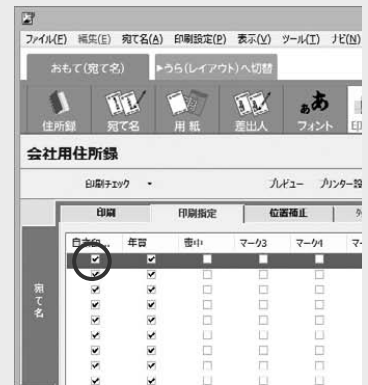 ファイル(F) 編集(E) 宛て名(A) 印刷設定(P) 表示(V) ツール(T) ナビ(N)
おもて(宛て名) ▶うら(レイアウト)へ切替
住所録 宛て名 用紙 差出人 フォント
会社用住所録
印刷チェック プレビュー プリンター設
印刷 印刷指定 位置補正
年賀 喪中 マーク3 マーク4 マ
宛て名